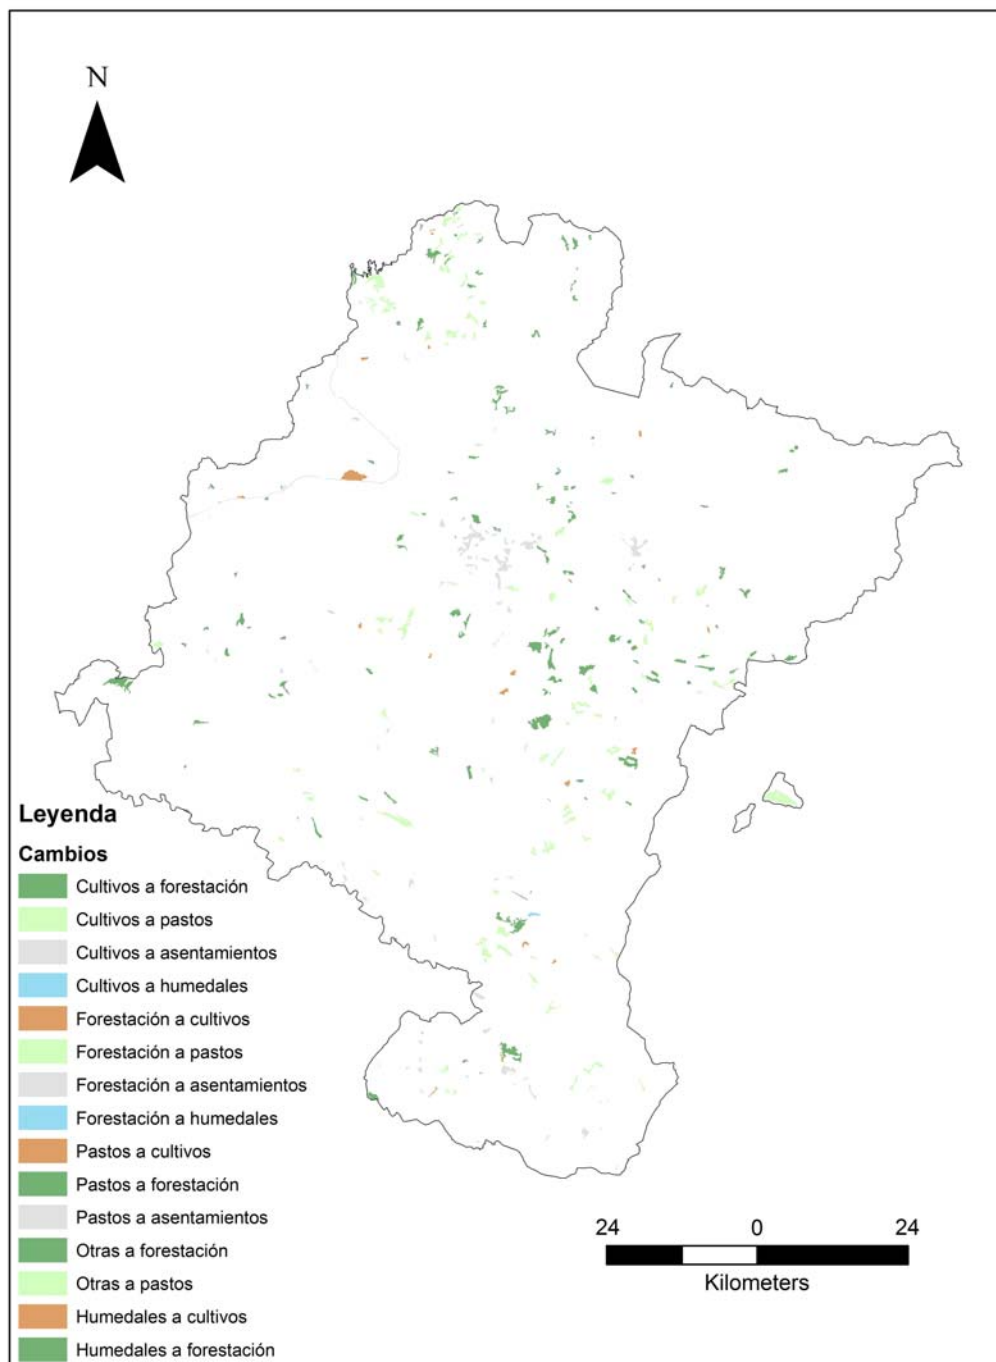 N
Leyenda
Cambios
Cultivos a forestación
Cultivos a pastos
Cultivos a asentamientos
Cultivos a humedales
Forestación a cultivos
Forestación a pastos
Forestación a asentamientos
Forestación a humedales
Pastos a cultivos
Pastos a forestación
Pastos a asentamientos
Otras a forestación
Otras a pastos
Humedales a cultivos
Humedales a forestación
24 0 24
Kilometers